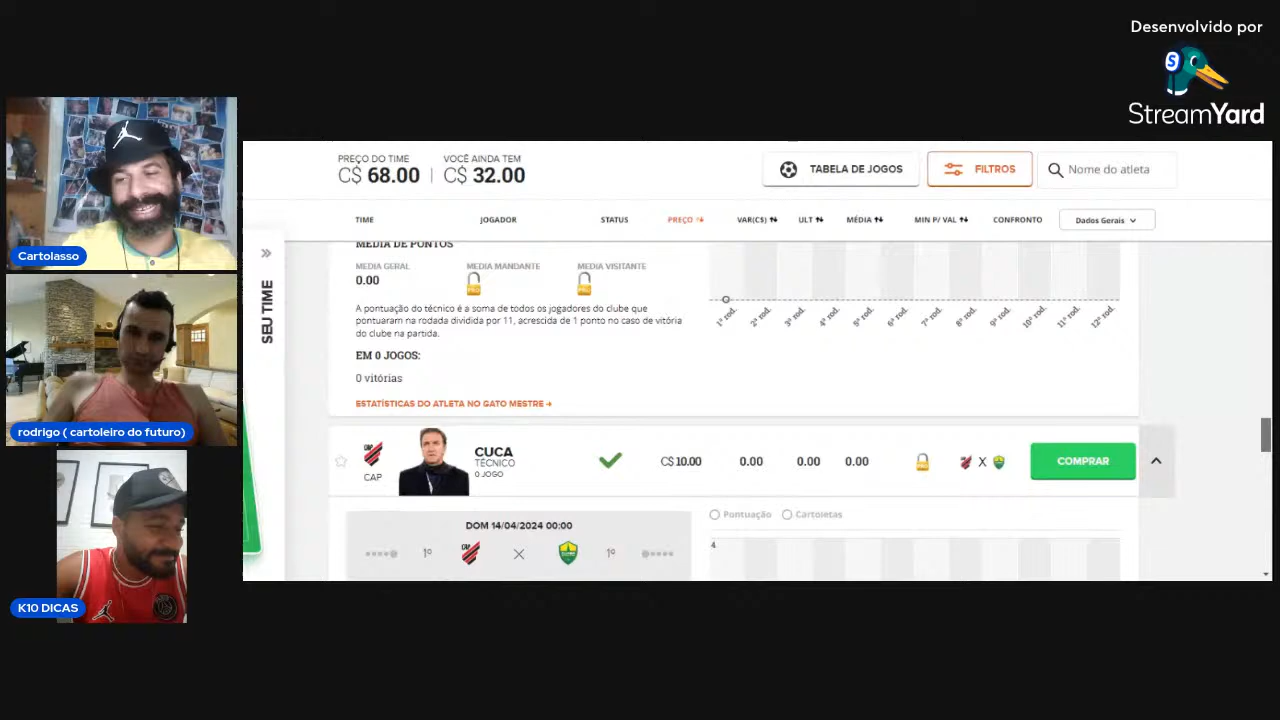 Desenvolvido por
StreamYard
Cartolasso
rodrigo ( cartoleiro do futuro)
K10 DICAS
PREÇO DO TIME
C$ 68.00
VOCÊ AINDA TEM
C$ 32.00
TABELA DE JOGOS
FILTROS
Nome do atleta
TIME JOGADOR STATUS PREÇO VAR(C$) ULT MÉDIA MIN P/ VAL CONFRONTO Dados Gerais
SEU TIME
MÉDIA DE PONTOS
MEDIA GERAL MEDIA MANDANTE MEDIA VISITANTE
0.00
PRO PRO
A pontuação do técnico é a soma de todos os jogadores do clube que
pontuaram na rodada dividida por 11, acrescida de 1 ponto no caso de vitória
do clube na partida.
EM 0 JOGOS:
0 vitórias
ESTATÍSTICAS DO ATLETA NO GATO MESTRE
1ª rod. 2ª rod. 3ª rod. 4ª rod. 5ª rod. 6ª rod. 7ª rod. 8ª rod. 9ª rod. 10ª rod. 11ª rod. 12ª rod.
CAP
CUCA
TÉCNICO
0 JOGO
C$ 10.00 0.00 0.00 0.00 X COMPRAR
DOM 14/04/2024 00:00
1º X 1º
Pontuação Cartoletas
4